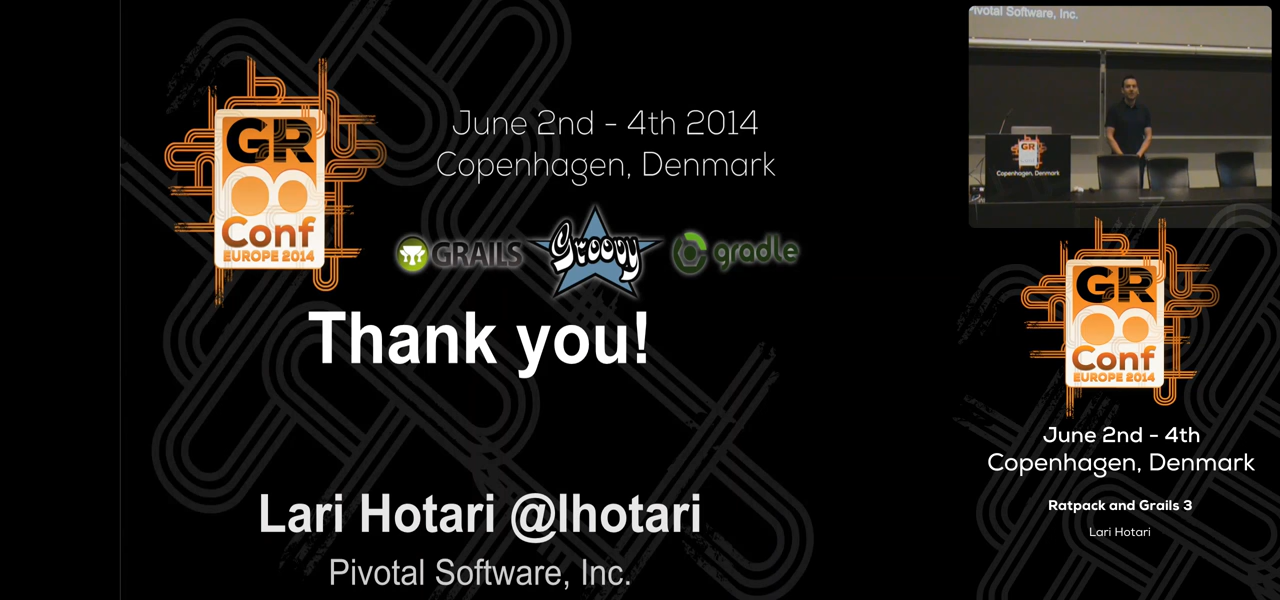 GR
Conf
EUROPE 2014
June 2nd - 4th 2014
Copenhagen, Denmark
GRAILS
Groovy
gradle
Thank you!
Lari Hotari @lhotari
Pivotal Software, Inc.
Pivotal Software, Inc.
GR
Conf
Copenhagen, Denmark
GR
Conf
EUROPE 2014
June 2nd - 4th
Copenhagen, Denmark
Ratpack and Grails 3
Lari Hotari